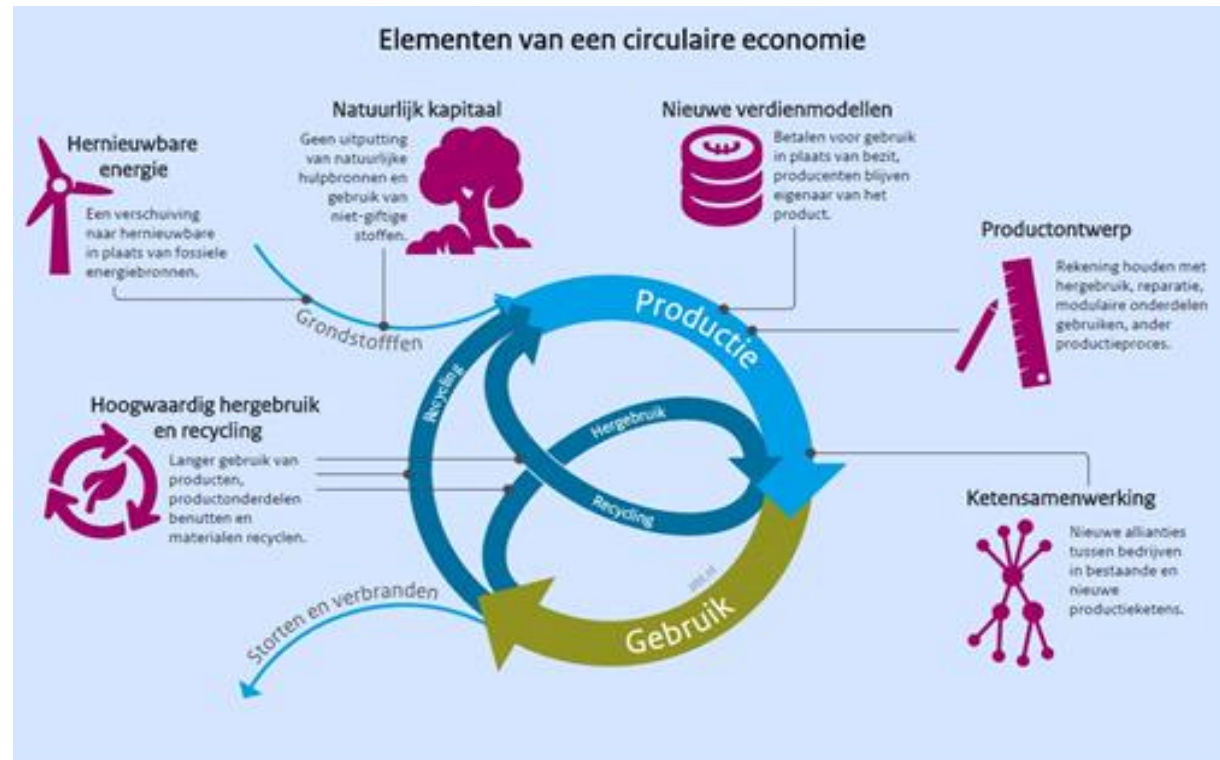 Elementen van een circulaire economie
Hernieuwbare
energie
Een verschuiving
naar hernieuwbare
in plaats van fossiele
energiebronnen.
Natuurlijk kapitaal
Geen uitputting
van natuurlijke
hulpbronnen en
gebruik van
niet-giftige
stoffen.
Nieuwe verdienmodellen
Betalen voor gebruik
in plaats van bezit,
producenten blijven
eigenaar van het
product.
Productontwerp
Rekening houden met
hergebruik, reparatie,
modulaire onderdelen
gebruiken, ander
productieproces.
Grondstofffen
Productie
Recycling
Hergebruik
Recycling
Hoogwaardig hergebruik
en recycling
Langer gebruik van
producten,
productonderdelen
benutten en
materialen recyclen.
Ketensamenwerking
Nieuwe allianties
tussen bedrijven
in bestaande en
nieuwe
productieketens.
Storten en verbranden
Gebruik